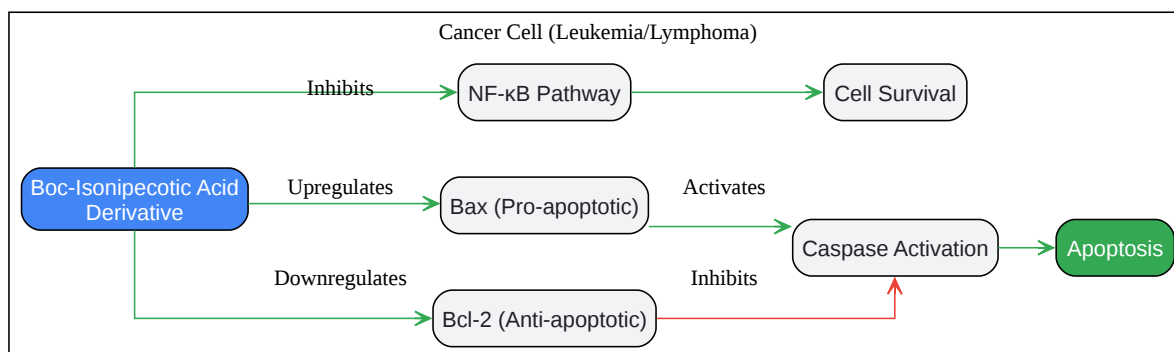 Cancer Cell (Leukemia/Lymphoma)
Inhibits
NF-κB Pathway
Cell Survival
Boc-Isonipecotic Acid
Derivative
Upregulates
Bax (Pro-apoptotic)
Activates
Caspase Activation
Apoptosis
Downregulates
Bcl-2 (Anti-apoptotic)
Inhibits